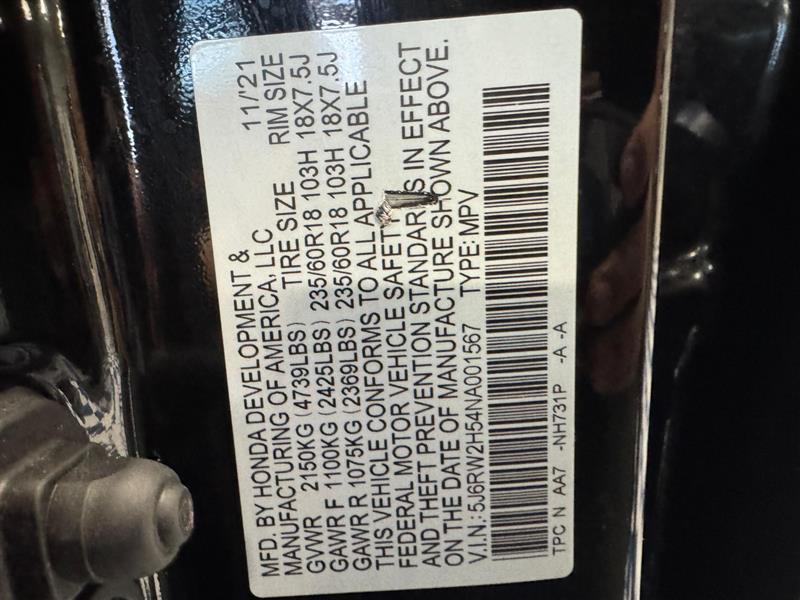 MFD. BY HONDA DEVELOPMENT &
MANUFACTURING OF AMERICA, LLC 11/'21
GVWR 2150KG (4739LBS) TIRE SIZE RIM SIZE
GAWR F 1100KG (2425LBS) 235/60R18 103H 18X7.5J
GAWR R 1075KG (2369LBS) 235/60R18 103H 18X7.5J
THIS VEHICLE CONFORMS TO ALL APPLICABLE
FEDERAL MOTOR VEHICLE SAFETY
AND THEFT PREVENTION STANDARDS IN EFFECT
ON THE DATE OF MANUFACTURE SHOWN ABOVE.
V.I.N.: 5J6RW2H54NA001567 TYPE: MPV
TPC N AA7 -NH731P -A -A